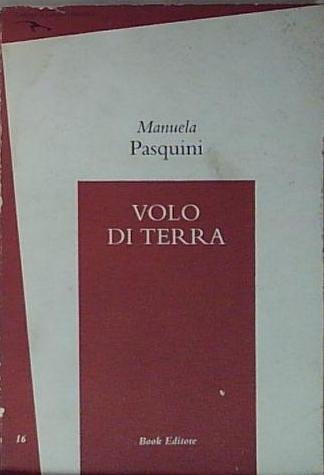 Manuela
Pasquini
VOLO
DI TERRA
16
Book Editore